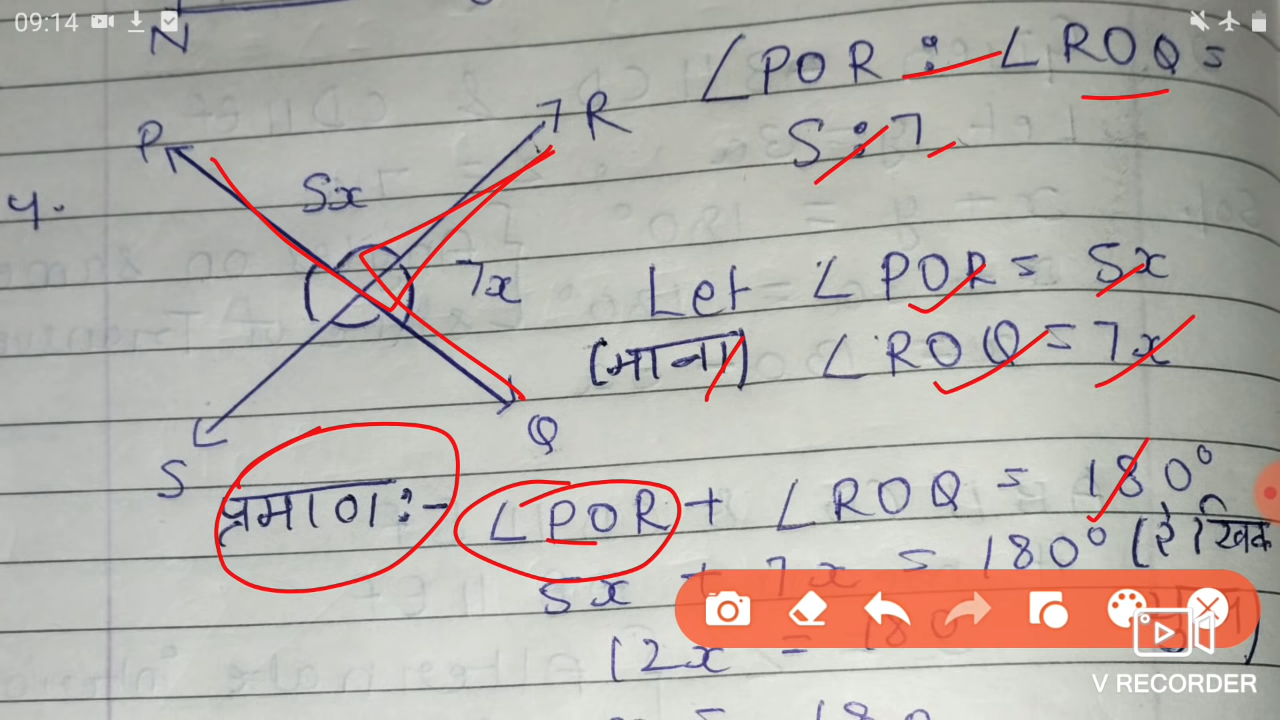 09:14
N
∠POR : ∠ROQ =
5 : 7
P
R
5x
4.
7x
Let ∠POR = 5x
(माना) ∠ROQ = 7x
S
Q
प्रमाण :- ∠POR + ∠ROQ = 180°
5x + 7x = 180° (रैखिक
12x = 180
180
V RECORDER